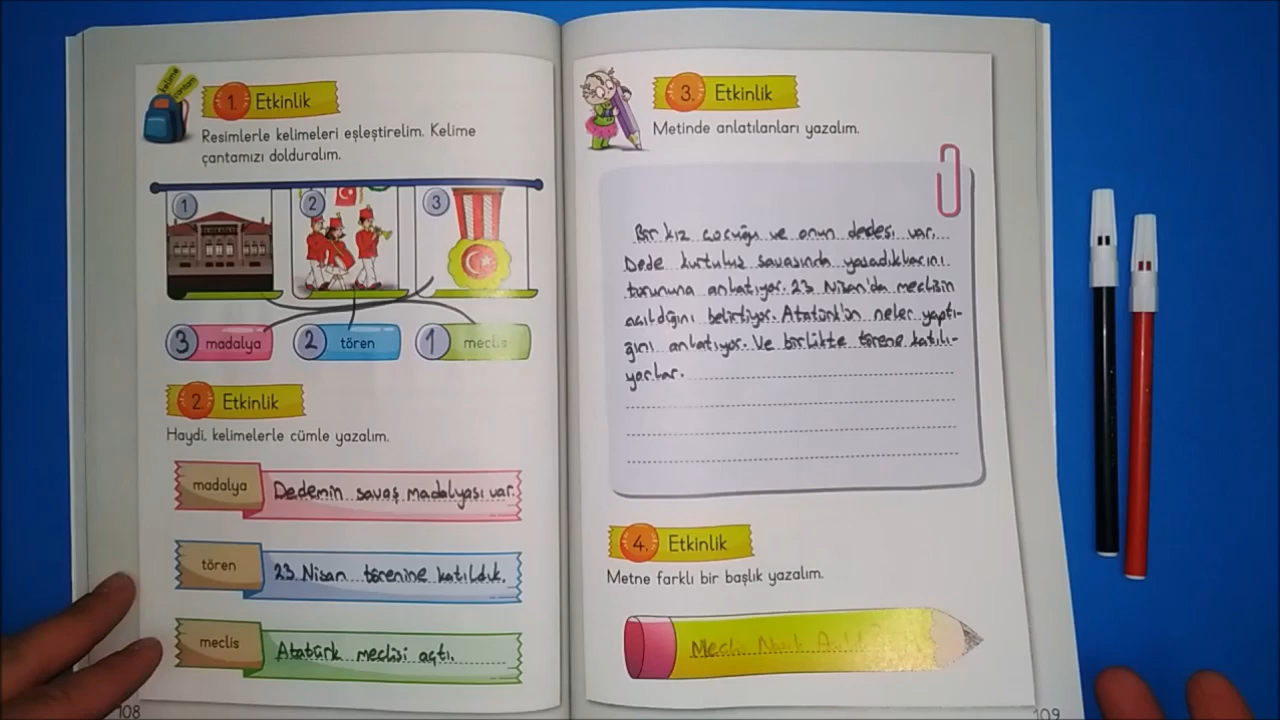 kelime
çantam
1. Etkinlik
Resimlerle kelimeleri eşleştirelim. Kelime
çantamızı dolduralım.
1
2
3
3 madalya
2 tören
1 meclis
2. Etkinlik
Haydi, kelimelerle cümle yazalım.
madalya
Dedemin savaş madalyası var.
tören
23 Nisan törenine katıldık.
meclis
Atatürk meclisi açtı.
108
3. Etkinlik
Metinde anlatılanları yazalım.
Bir kız çocuğu ve onun dedesi var.
Dede kurtuluş savaşında yaşadıklarını
torununa anlatıyor. 23 Nisan'da meclisin
açıldığını belirtiyor. Atatürk'ün neler yaptı-
ğını anlatıyor. Ve birlikte törene katılı-
yorlar.
4. Etkinlik
Metne farklı bir başlık yazalım.
109